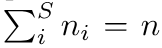 ∑_i^S n_i = n